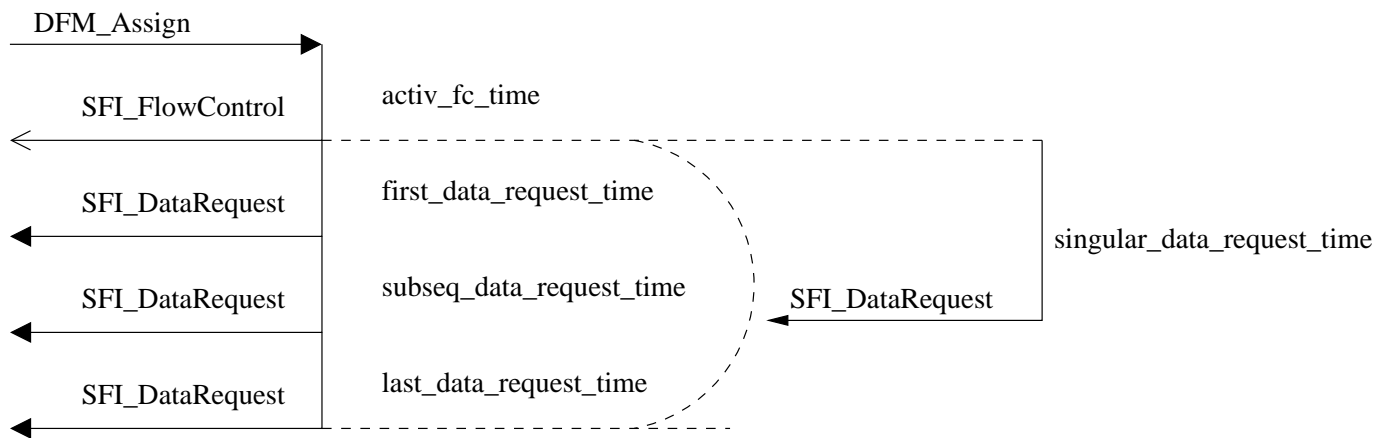 DFM_Assign
SFI_FlowControl
activ_fc_time
SFI_DataRequest
first_data_request_time
singular_data_request_time
SFI_DataRequest
subseq_data_request_time
SFI_DataRequest
SFI_DataRequest
last_data_request_time